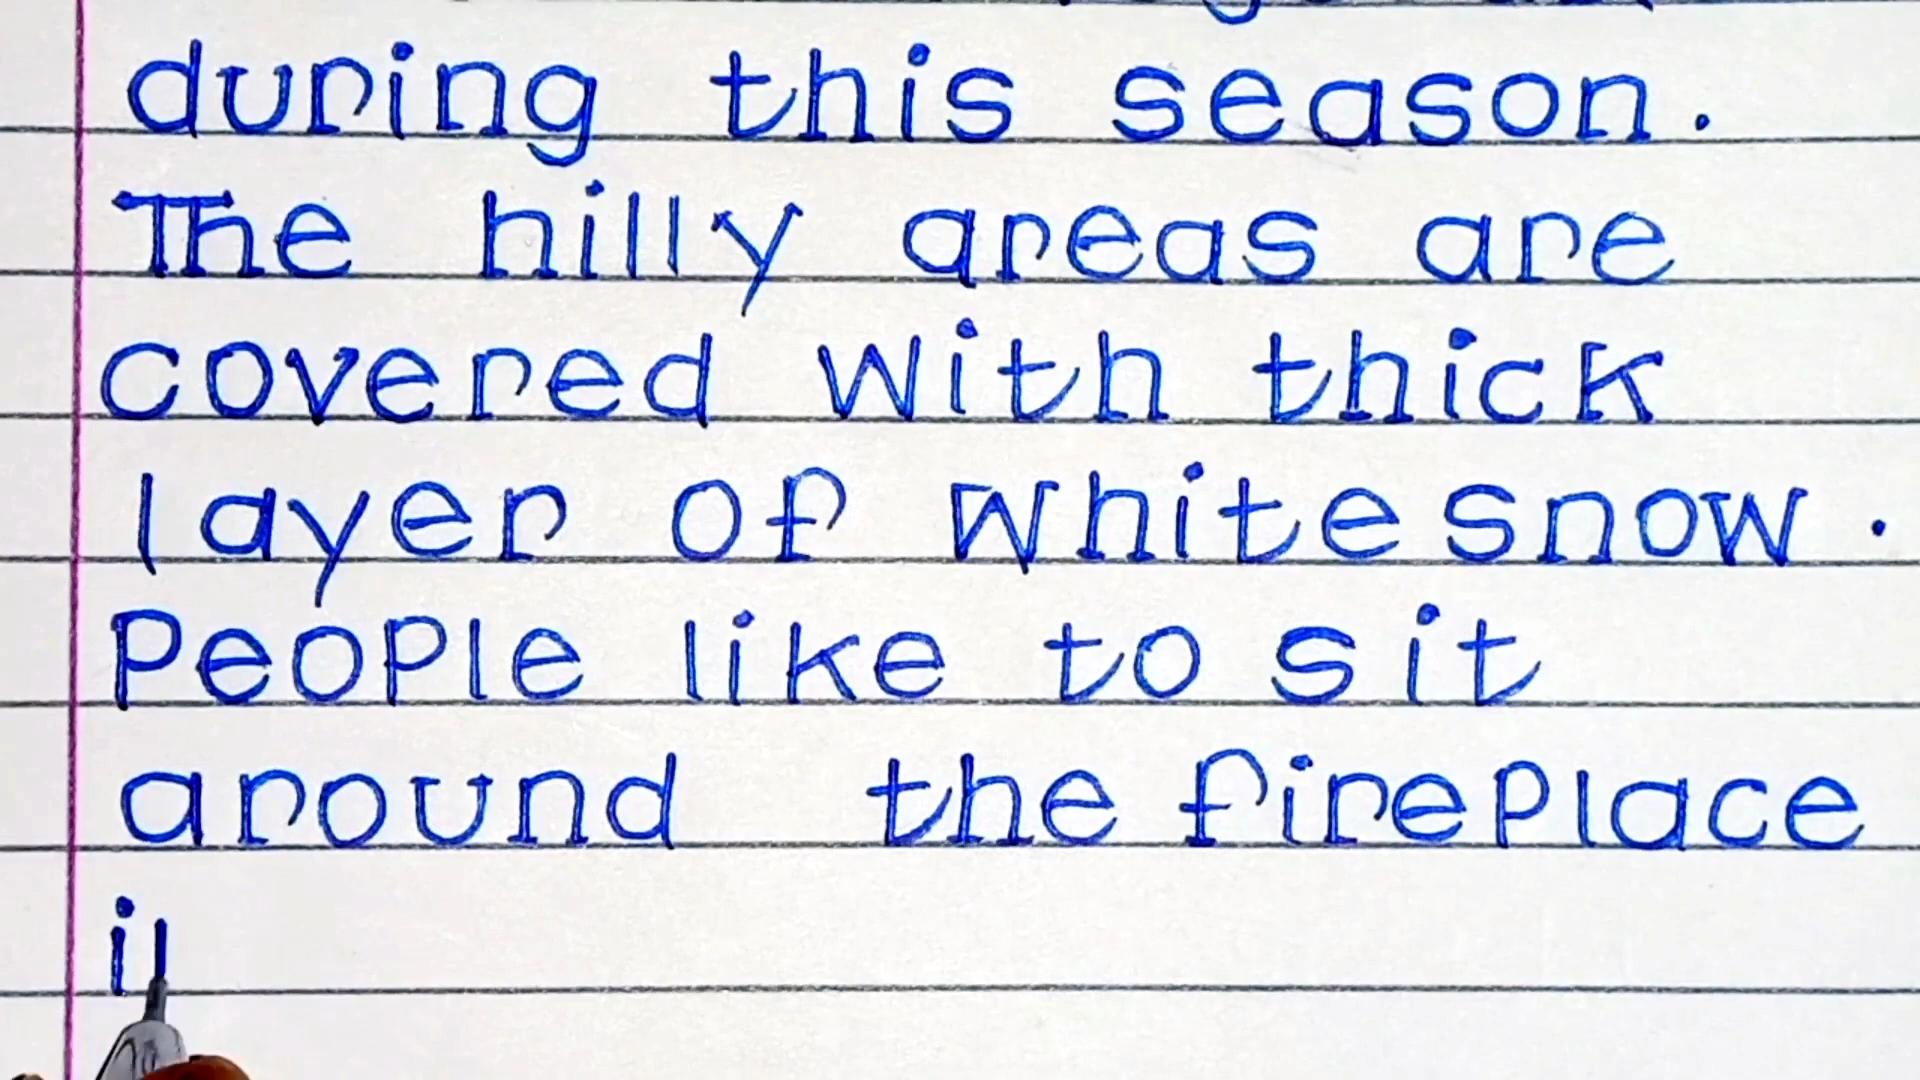 during this season.
The hilly areas are
covered with thick
layer of white snow.
People like to sit
around the fireplace